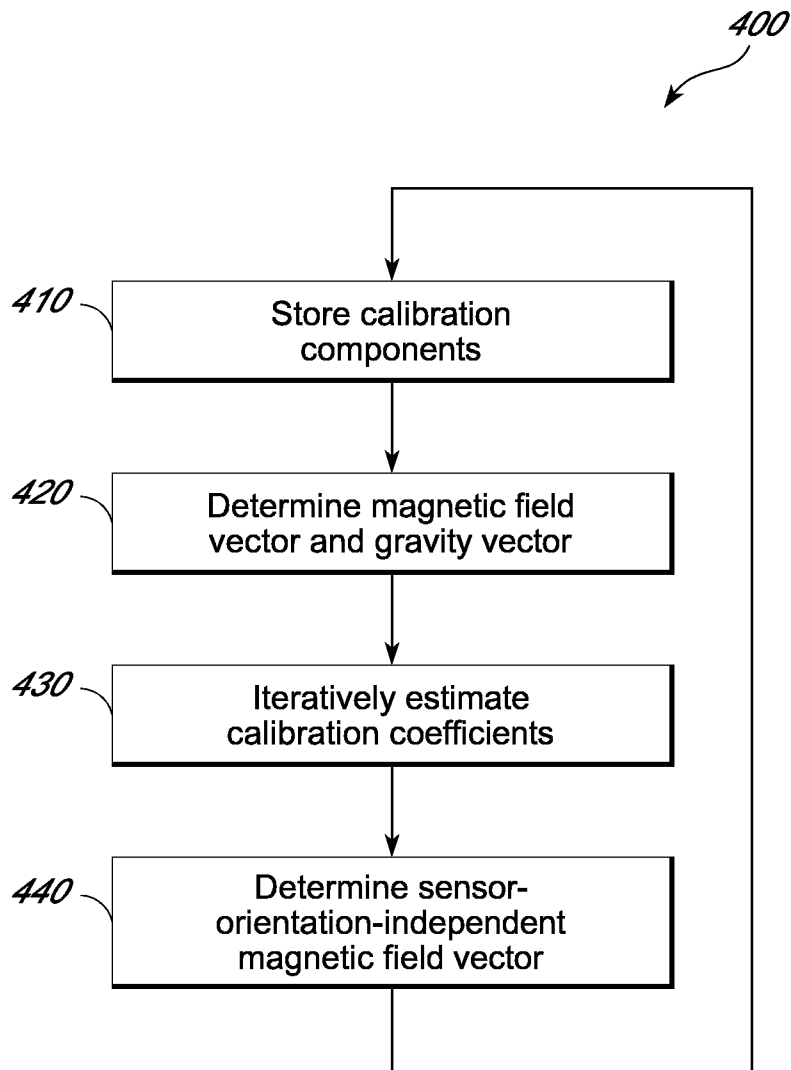 400
410
Store calibration
components
420
Determine magnetic field
vector and gravity vector
430
Iteratively estimate
calibration coefficients
440
Determine sensor-
orientation-independent
magnetic field vector